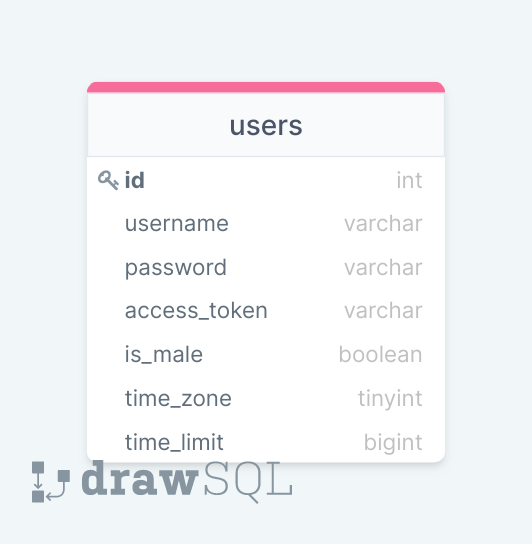 users
id int
username varchar
password varchar
access_token varchar
is_male boolean
time_zone tinyint
time_limit bigint
drawSQL